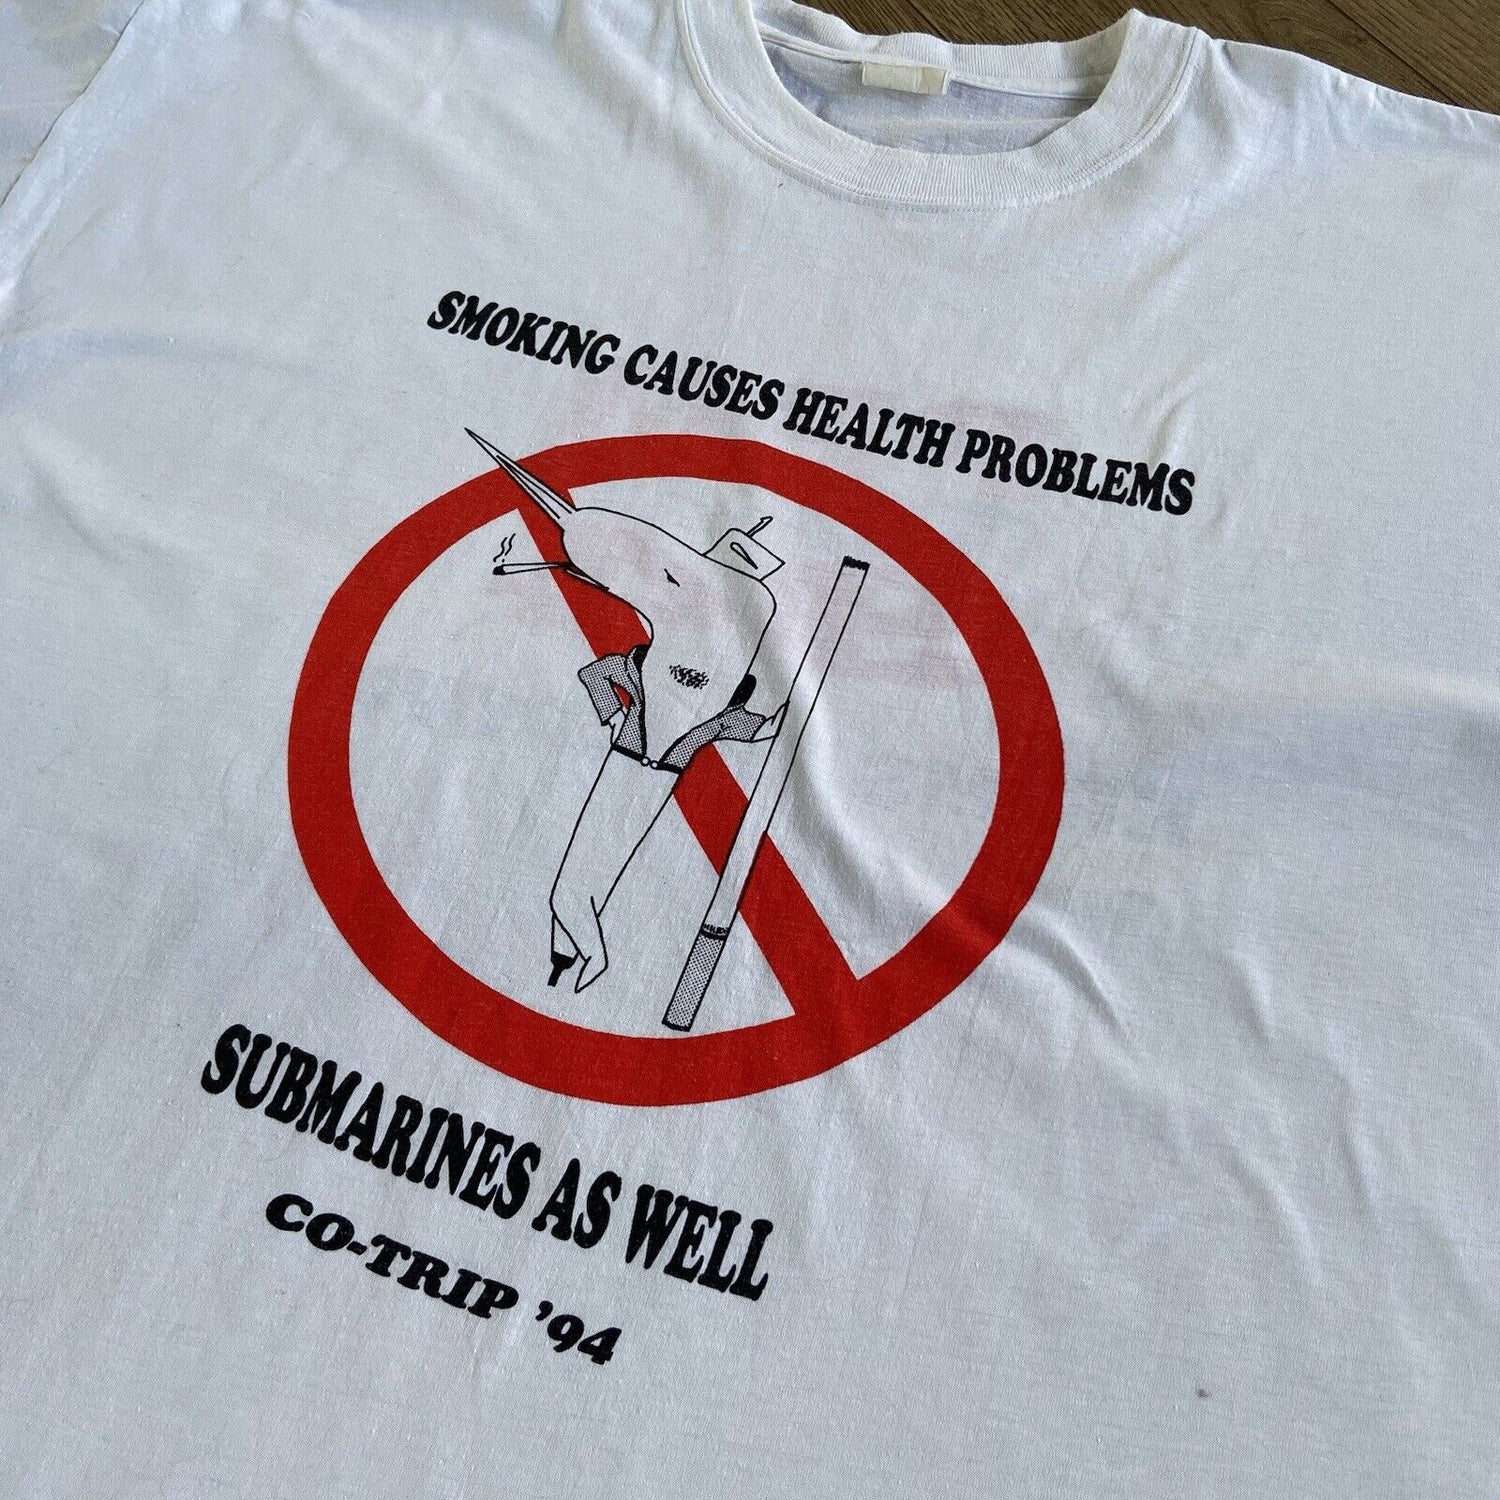 SMOKING CAUSES HEALTH PROBLEMS
SUBMARINES AS WELL
CO-TRIP '94